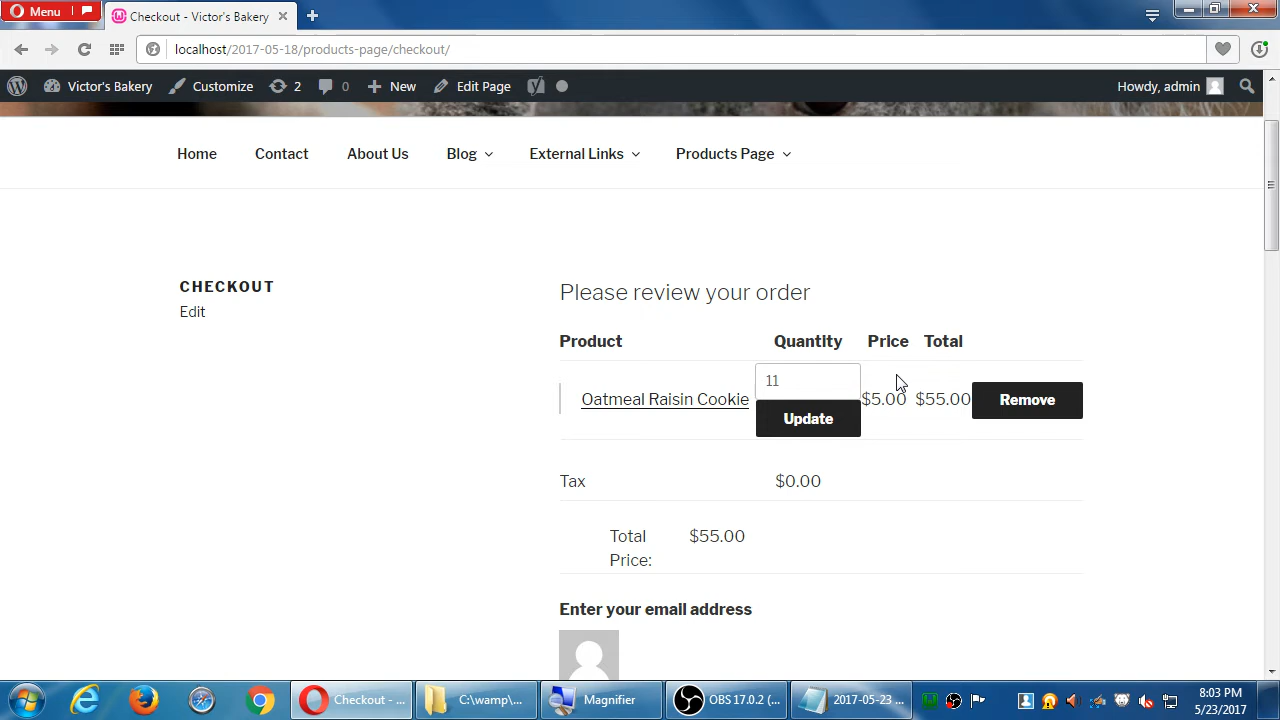 Menu
Checkout - Victor's Bakery
localhost/2017-05-18/products-page/checkout/
Victor's Bakery Customize 2 0 New Edit Page Howdy, admin
Home Contact About Us Blog External Links Products Page
CHECKOUT
Edit
Please review your order
Product Quantity Price Total
11
Oatmeal Raisin Cookie $5.00 $55.00 Remove
Update
Tax $0.00
Total Price: $55.00
Enter your email address
Checkout - ... C:\wamp\... Magnifier OBS 17.0.2 (... 2017-05-23 ... 8:03 PM
5/23/2017